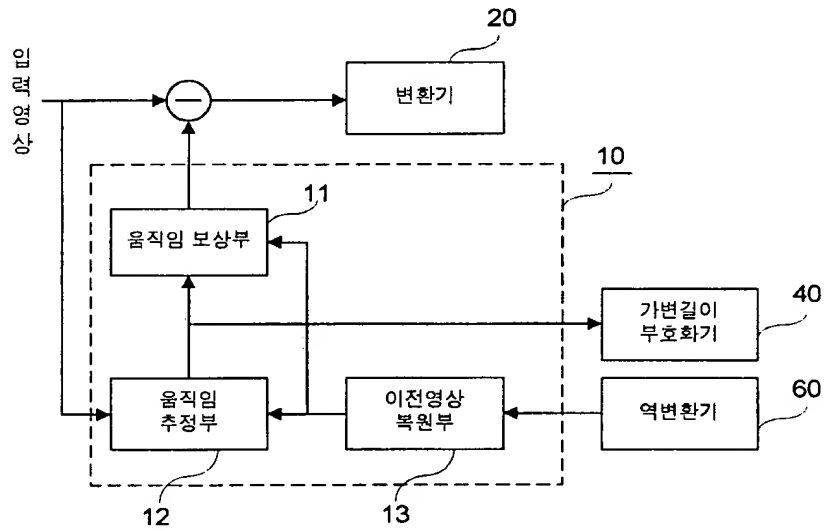 입력영상
20
변환기
10
11
움직임 보상부
40
가변길이
부호화기
움직임
추정부
이전영상
복원부
60
역변환기
12
13